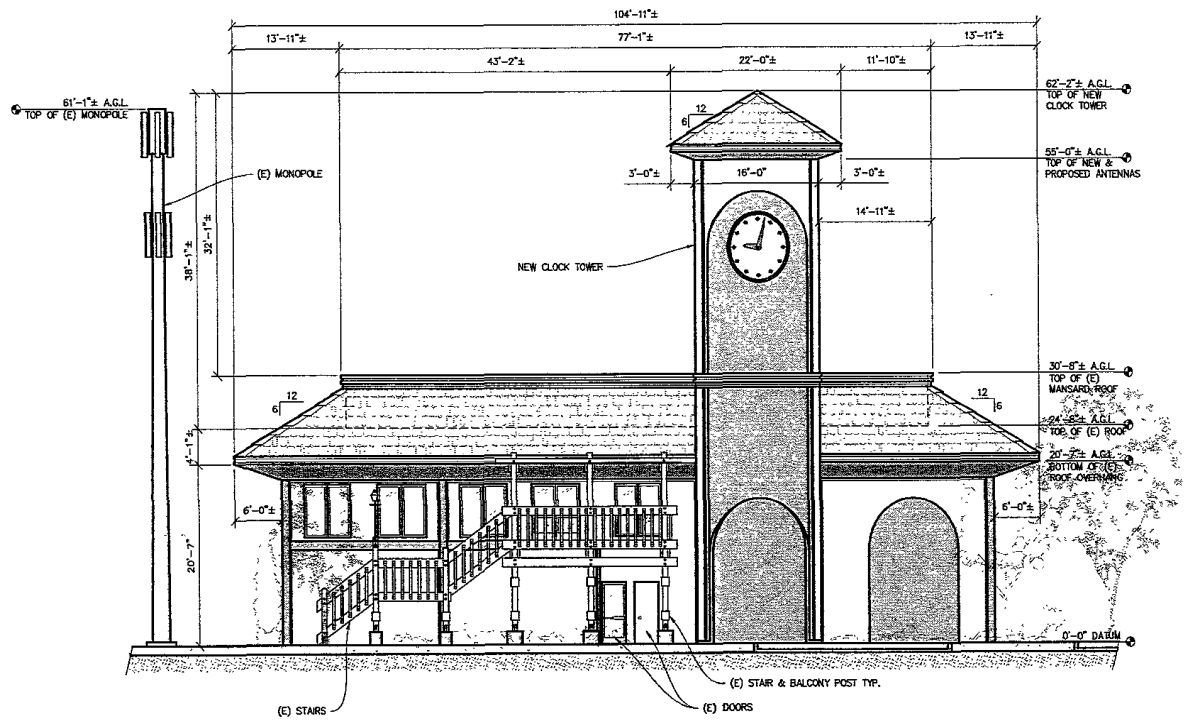 104'-11"±
13'-11"±
77'-1"±
13'-11"±
43'-2"±
22'-0"±
11'-10"±
61'-1"± A.G.L.
TOP OF (E) MONOPOLE
62'-2"± A.G.L.
TOP OF NEW
CLOCK TOWER
12
6
55'-0"± A.G.L.
TOP OF NEW &
PROPOSED ANTENNAS
(E) MONOPOLE
3'-0"±
16'-0"
3'-0"±
14'-11"±
38'-1"±
32'-1"±
NEW CLOCK TOWER
30'-8"± A.G.L.
TOP OF (E)
MANSARD ROOF
12
6
12
6
24'-8"± A.G.L.
TOP OF (E) ROOF
4'-1"±
20'-7"± A.G.L.
BOTTOM OF (E)
ROOF OVERHANG
6'-0"±
6'-0"±
20'-7"
0'-0" DATUM
(E) STAIR & BALCONY POST TYP.
(E) STAIRS
(E) DOORS